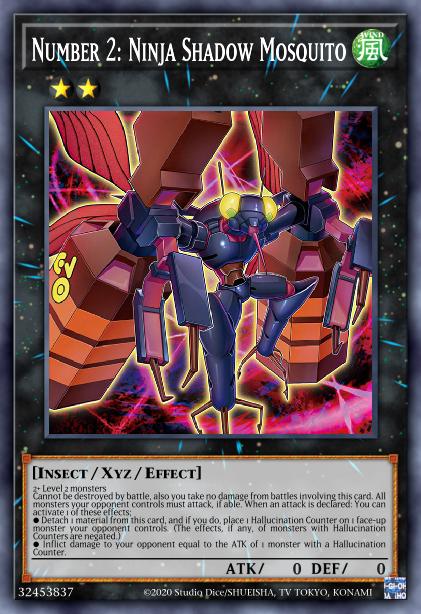 NUMBER 2: NINJA SHADOW MOSQUITO
WIND
風
[INSECT / XYZ / EFFECT]
2+ Level 2 monsters
Cannot be destroyed by battle, also you take no damage from battles involving this card. All
monsters your opponent controls must attack, if able. When an attack is declared: You can
activate 1 of these effects;
● Detach 1 material from this card, and if you do, place 1 Hallucination Counter on 1 face-up
monster your opponent controls. (The effects, if any, of monsters with Hallucination
Counters are negated.)
● Inflict damage to your opponent equal to the ATK of 1 monster with a Hallucination
Counter.
ATK/ 0 DEF/ 0
32453837 ©2020 Studio Dice/SHUEISHA, TV TOKYO, KONAMI